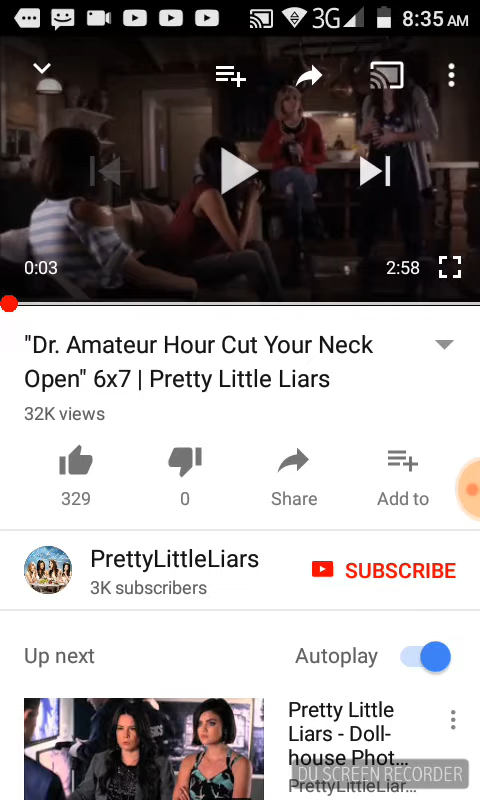 3G 8:35 AM
0:03 2:58
"Dr. Amateur Hour Cut Your Neck
Open" 6x7 | Pretty Little Liars
32K views
329 0 Share Add to
PrettyLittleLiars
3K subscribers
SUBSCRIBE
Up next Autoplay
Pretty Little
Liars - Doll-
house Phot...
PrettyLittleLiar...
DU SCREEN RECORDER